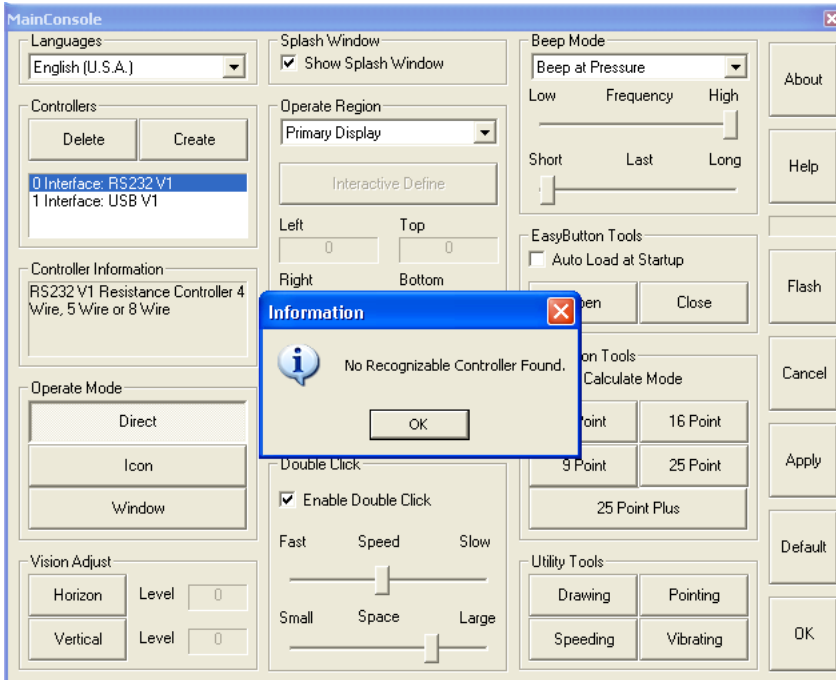 MainConsole
Languages
English (U.S.A.)
Controllers
Delete
Create
0 Interface: RS232 V1
1 Interface: USB V1
Controller Information
RS232 V1 Resistance Controller 4
Wire, 5 Wire or 8 Wire
Operate Mode
Direct
Icon
Window
Vision Adjust
Horizon
Level
0
Vertical
Level
0
Splash Window
Show Splash Window
Operate Region
Primary Display
Interactive Define
Left
Top
0
0
Right
Bottom
Information
No Recognizable Controller Found.
OK
Double Click
Enable Double Click
Fast
Speed
Slow
Small
Space
Large
Beep Mode
Beep at Pressure
Low
Frequency
High
Short
Last
Long
EasyButton Tools
Auto Load at Startup
Close
on Tools
Calculate Mode
16 Point
9 Point
25 Point
25 Point Plus
Utility Tools
Drawing
Pointing
Speeding
Vibrating
About
Help
Flash
Cancel
Apply
Default
OK